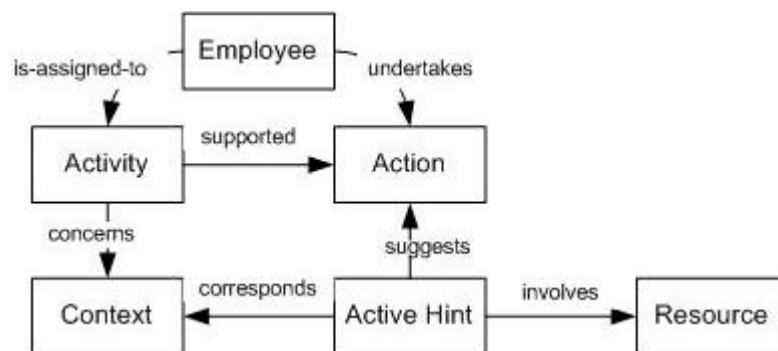 Employee
is-assigned-to
undertakes
Activity
supported
Action
concerns
suggests
Context
corresponds
Active Hint
involves
Resource